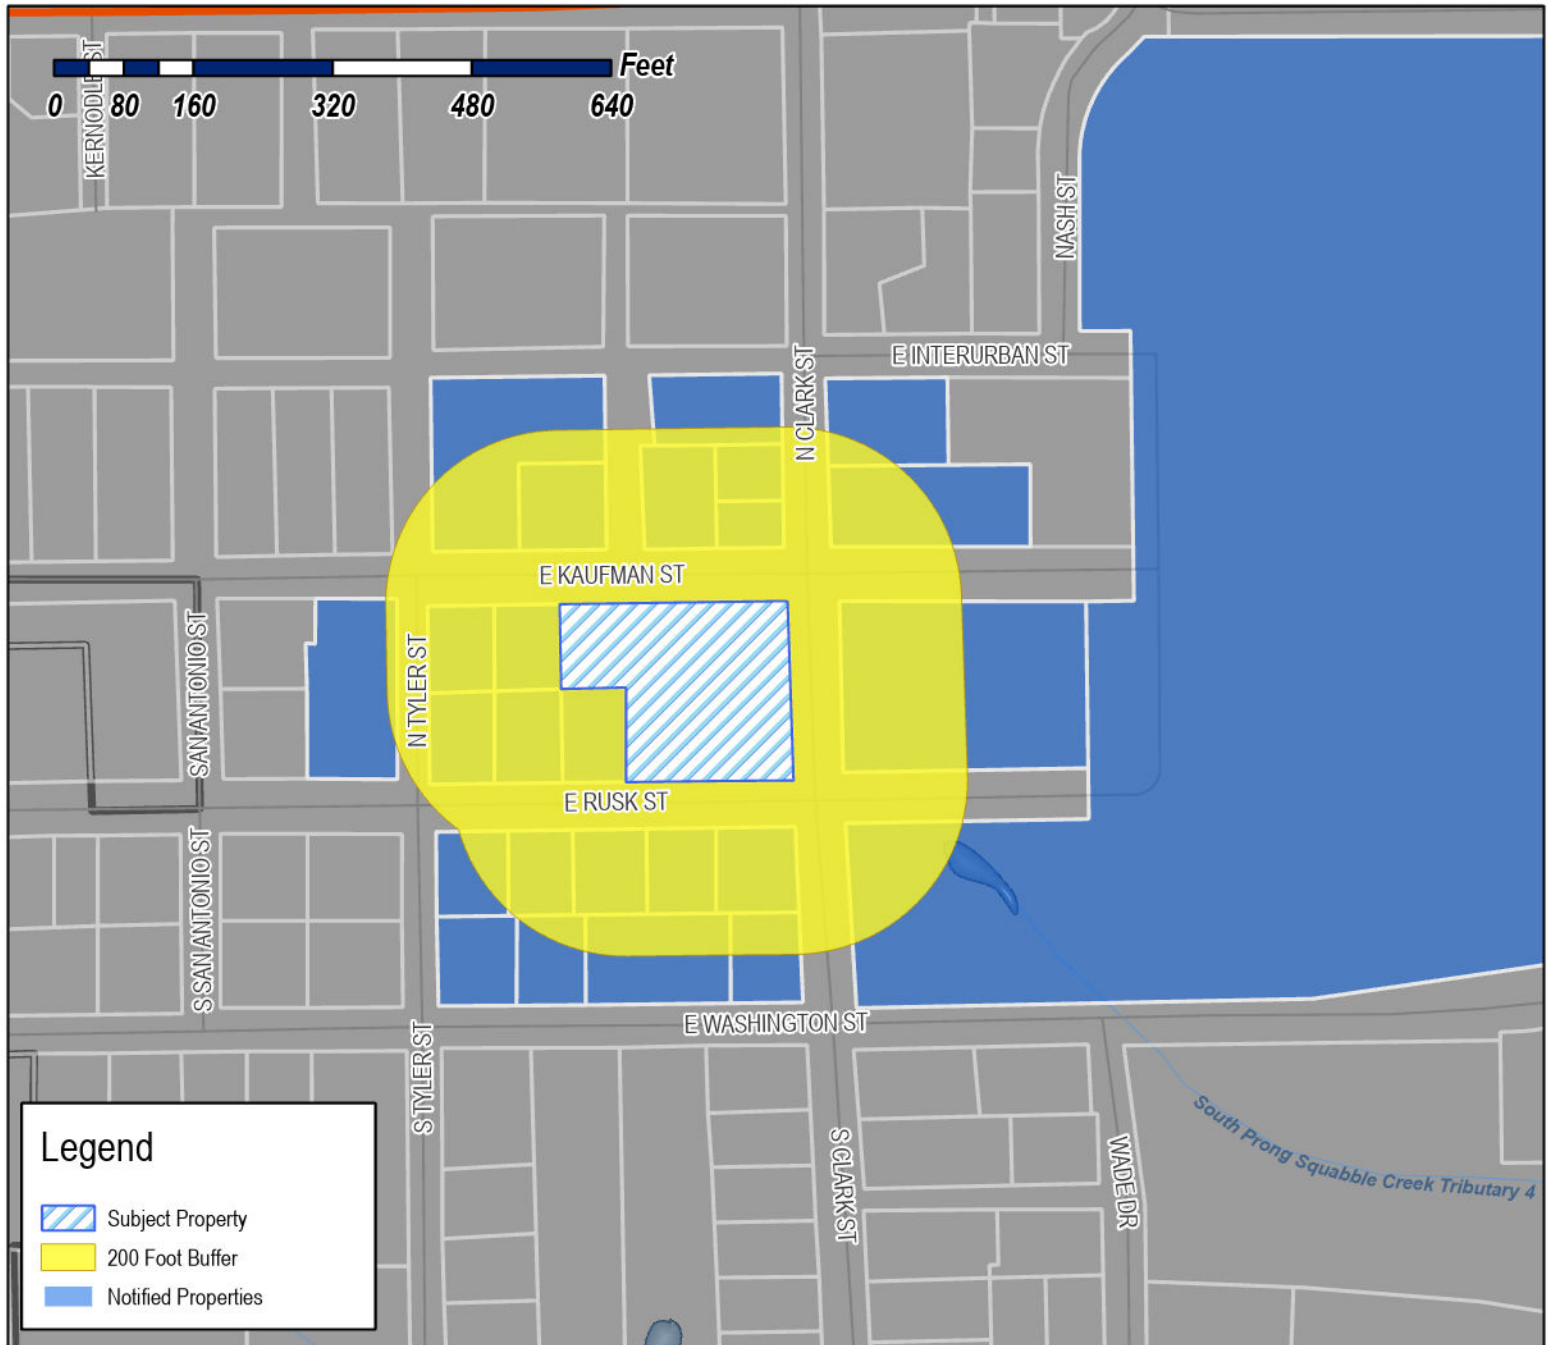 KERNODLE ST
Feet
0 80 160 320 480 640
NASH ST
E INTERURBAN ST
N CLARK ST
E KAUFMAN ST
SAN ANTONIO ST
N TYLER ST
E RUSK ST
S SAN ANTONIO ST
E WASHINGTON ST
S TYLER ST
S CLARK ST
WADE DR
South Prong Squabble Creek Tributary 4
Legend
Subject Property
200 Foot Buffer
Notified Properties